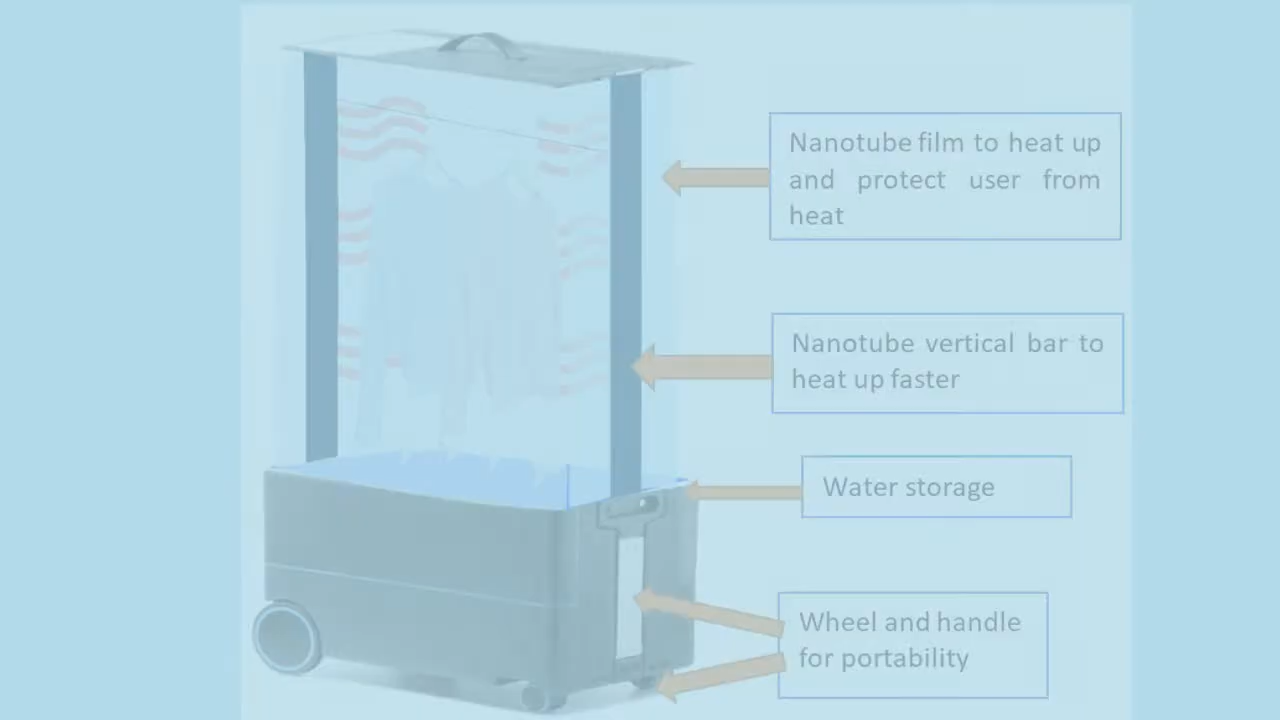 Nanotube film to heat up
and protect user from
heat
Nanotube vertical bar to
heat up faster
Water storage
Wheel and handle
for portability